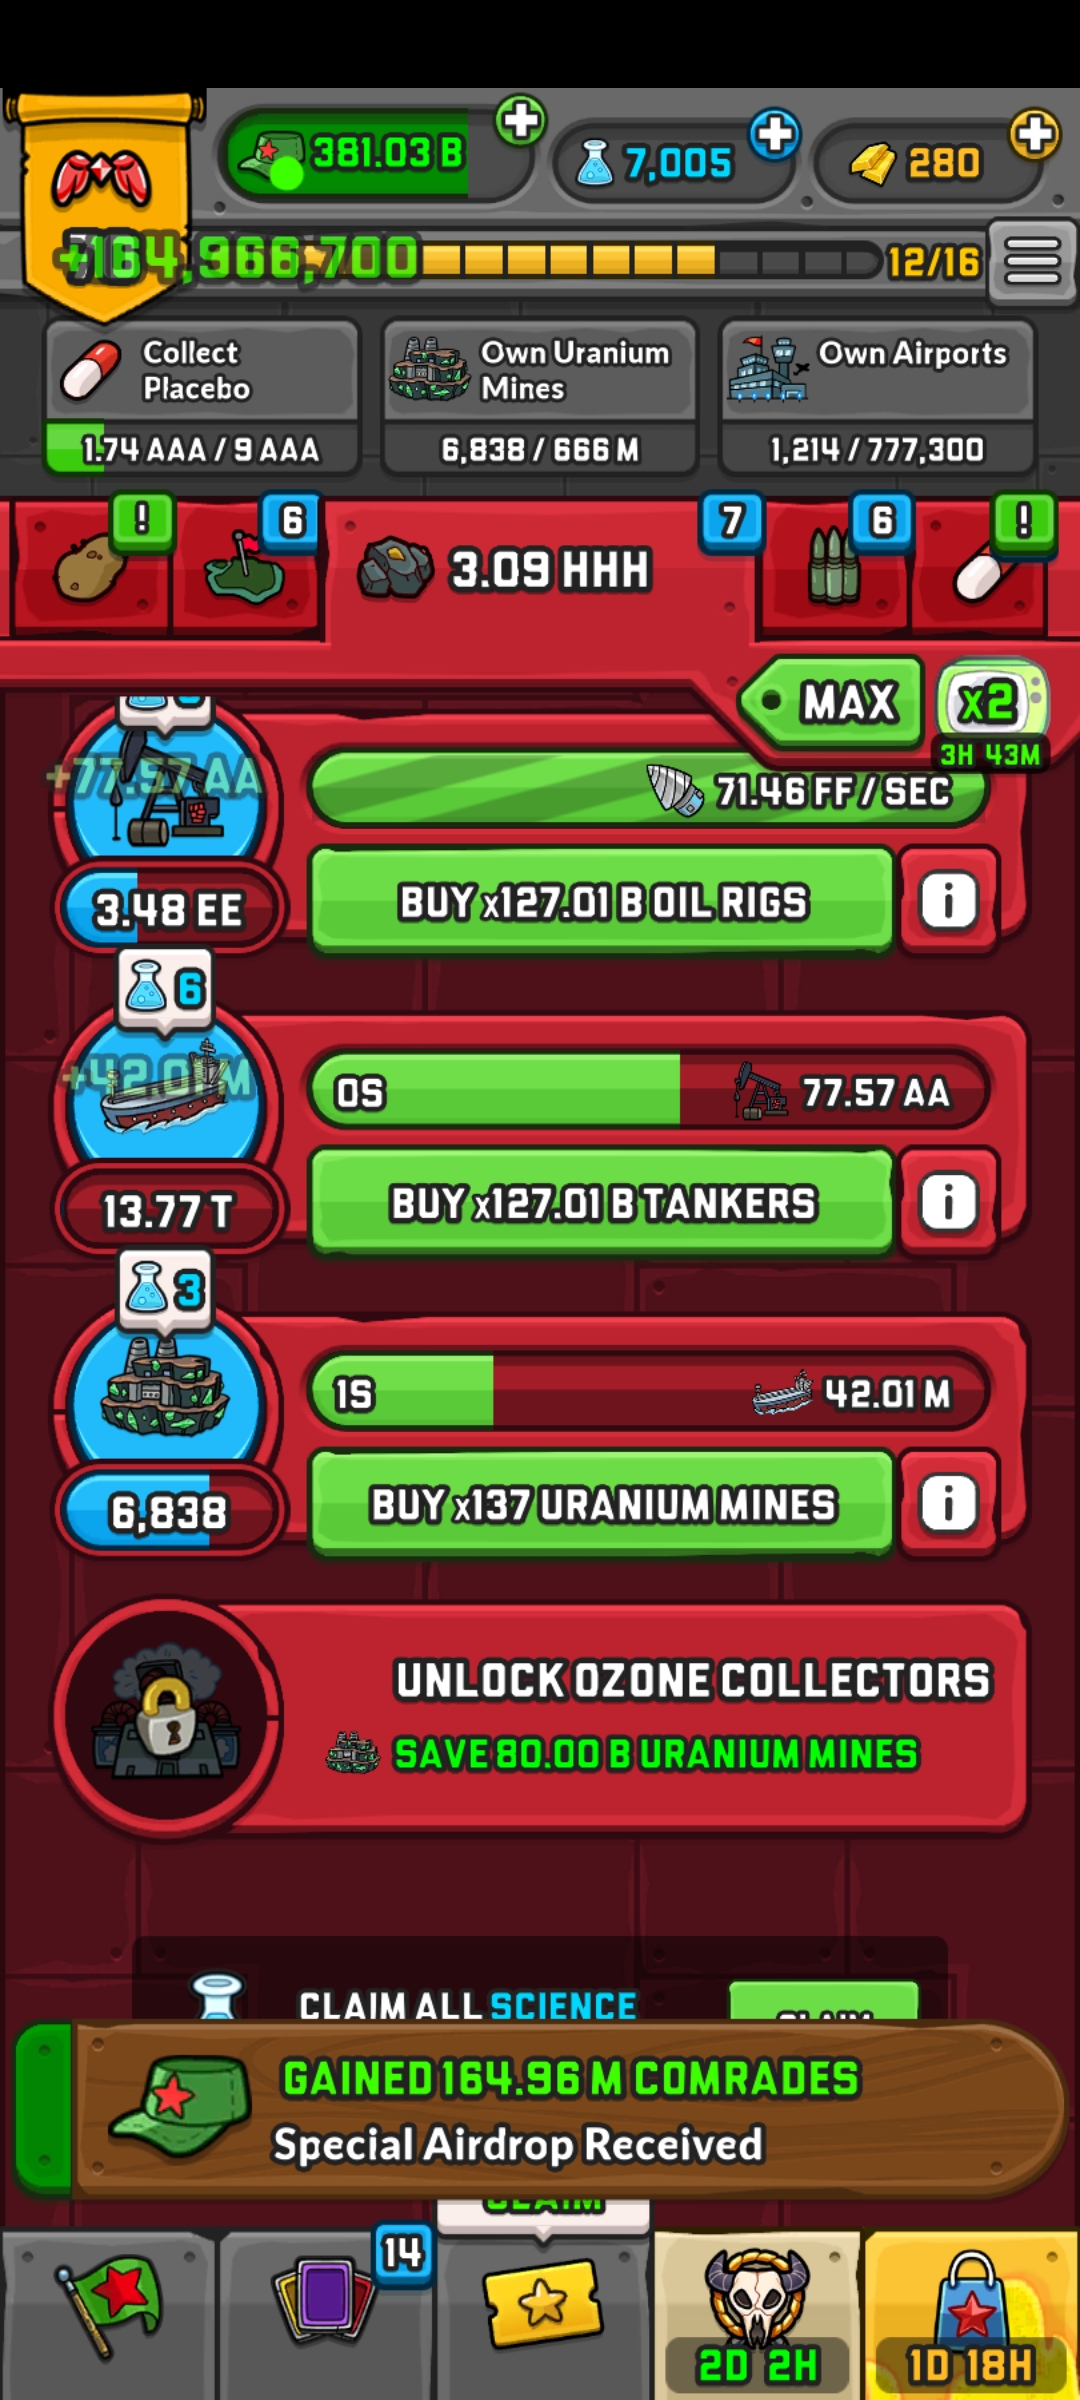 381.03 B
7,005
280
+164,966,700
12/16
Collect
Placebo
1.74 AAA / 9 AAA
Own Uranium
Mines
6,838 / 666 M
Own Airports
1,214 / 777,300
!
6
3.09 HHH
7
6
!
MAX
x2
3H 43M
+77.57 AA
71.46 FF / SEC
3.48 EE
BUY x127.01 B OIL RIGS
i
6
+42.01 M
0S
77.57 AA
13.77 T
BUY x127.01 B TANKERS
i
3
1S
42.01 M
6,838
BUY x137 URANIUM MINES
i
UNLOCK OZONE COLLECTORS
SAVE 80.00 B URANIUM MINES
CLAIM ALL SCIENCE
CLAIM
GAINED 164.96 M COMRADES
Special Airdrop Received
CLAIM
14
2D 2H
1D 18H